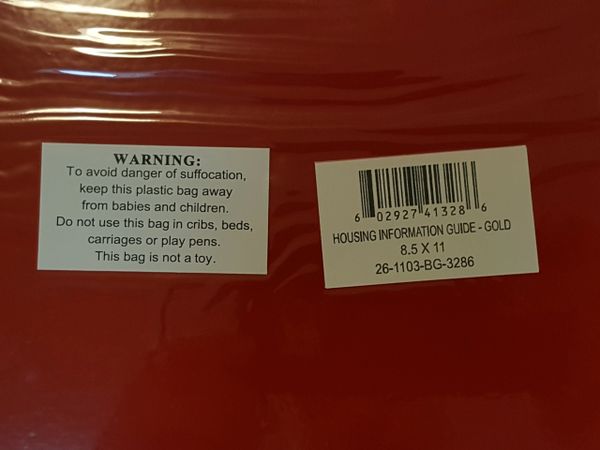 WARNING:
To avoid danger of suffocation,
keep this plastic bag away
from babies and children.
Do not use this bag in cribs, beds,
carriages or play pens.
This bag is not a toy.
6 02927 41328 6
HOUSING INFORMATION GUIDE - GOLD
8.5 X 11
26-1103-BG-3286